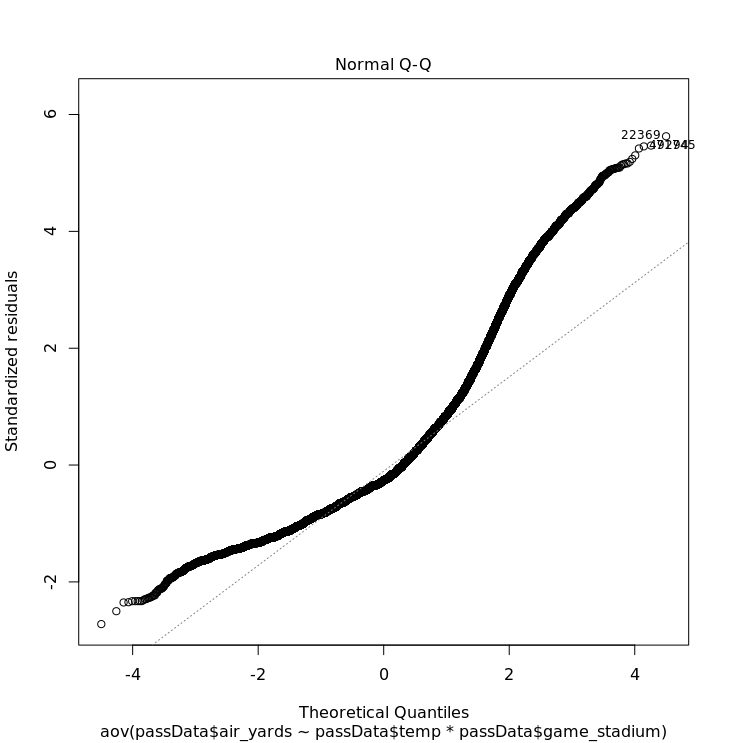 Normal Q-Q
6
4
2
0
-2
22369
-4 -2 0 2 4
Standardized residuals
Theoretical Quantiles
aov(passData$air_yards ~ passData$temp * passData$game_stadium)